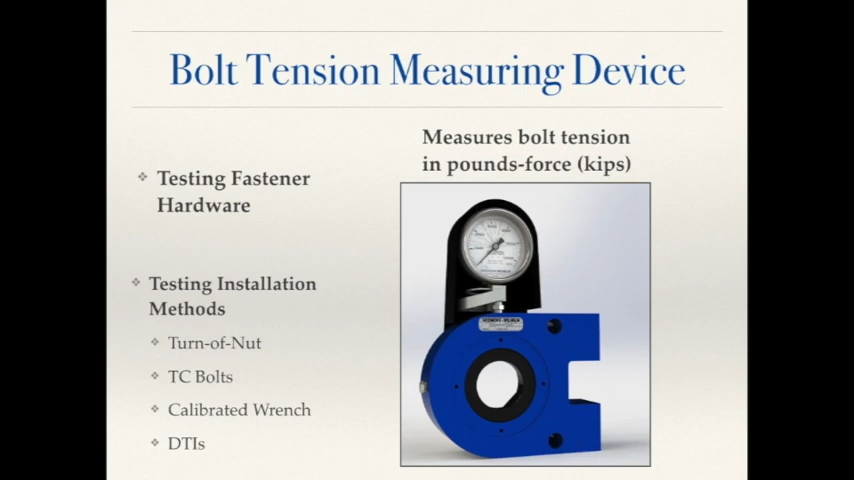 Bolt Tension Measuring Device
Measures bolt tension
in pounds-force (kips)
Testing Fastener
Hardware
Testing Installation
Methods
Turn-of-Nut
TC Bolts
Calibrated Wrench
DTIs